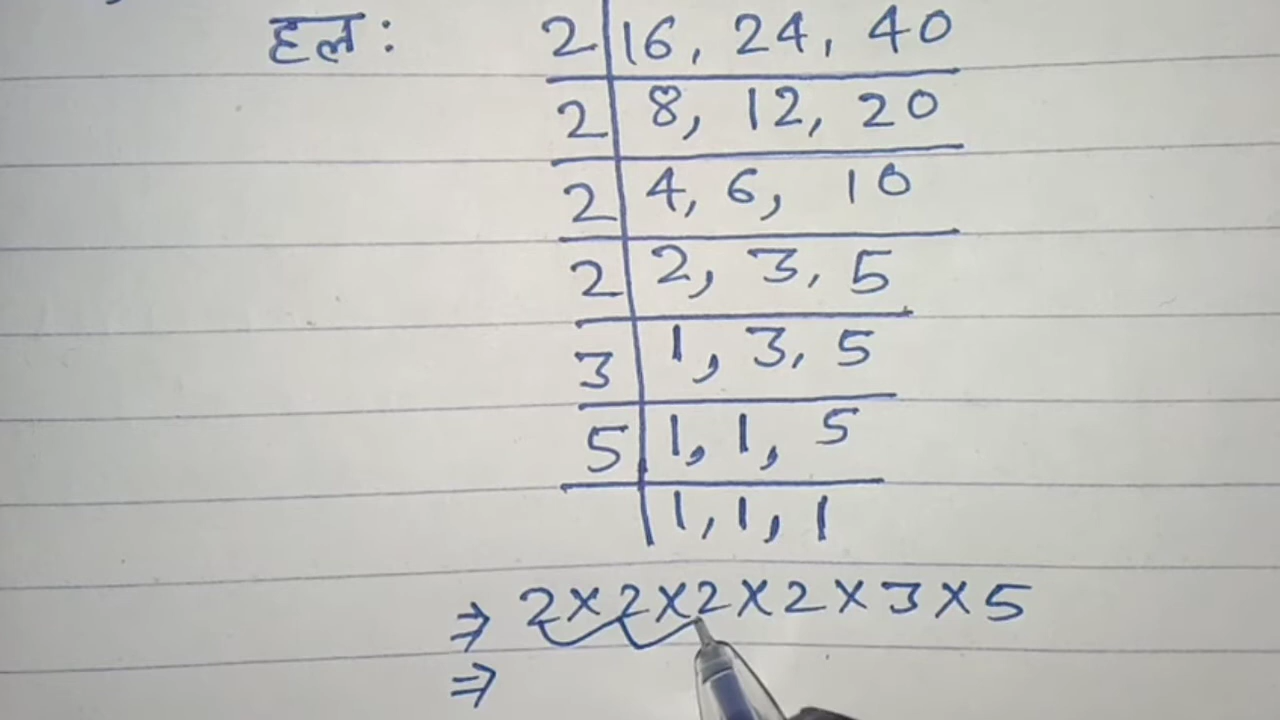 हल: 2 | 16, 24, 40
2 | 8, 12, 20
2 | 4, 6, 10
2 | 2, 3, 5
3 | 1, 3, 5
5 | 1, 1, 5
| 1, 1, 1
⇒ 2×2×2×2×3×5
⇒